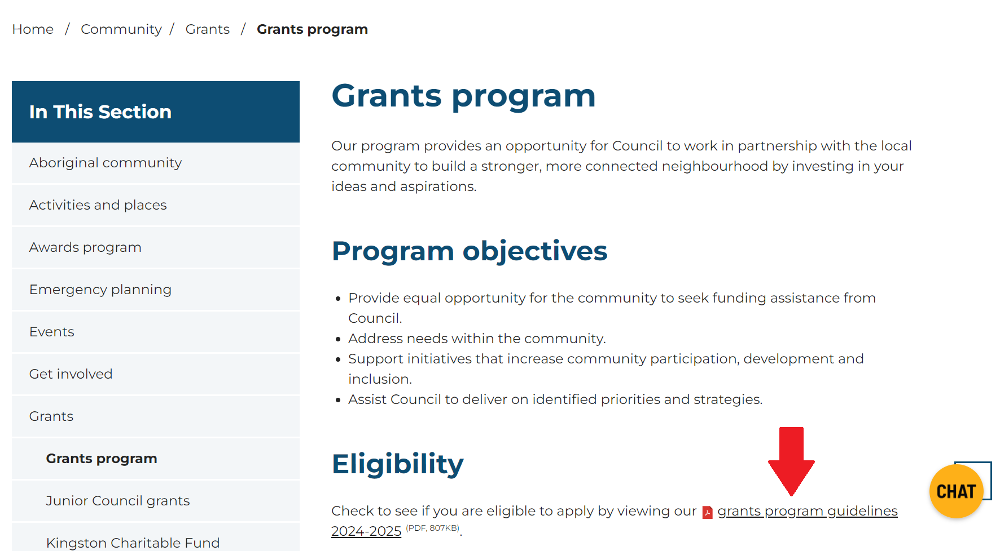 Home / Community / Grants / Grants program
In This Section
Aboriginal community
Activities and places
Awards program
Emergency planning
Events
Get involved
Grants
Grants program
Junior Council grants
Kingston Charitable Fund
Grants program
Our program provides an opportunity for Council to work in partnership with the local
community to build a stronger, more connected neighbourhood by investing in your
ideas and aspirations.
Program objectives
• Provide equal opportunity for the community to seek funding assistance from
Council.
• Address needs within the community.
• Support initiatives that increase community participation, development and
inclusion.
• Assist Council to deliver on identified priorities and strategies.
Eligibility
Check to see if you are eligible to apply by viewing our grants program guidelines
2024-2025 (PDF, 807KB).
CHAT